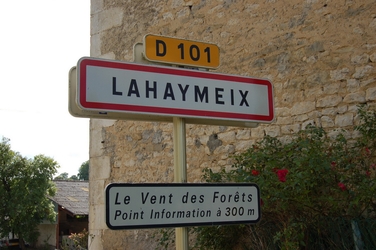 D 101
LAHAYMEIX
Le Vent des Forêts
Point Information à 300 m